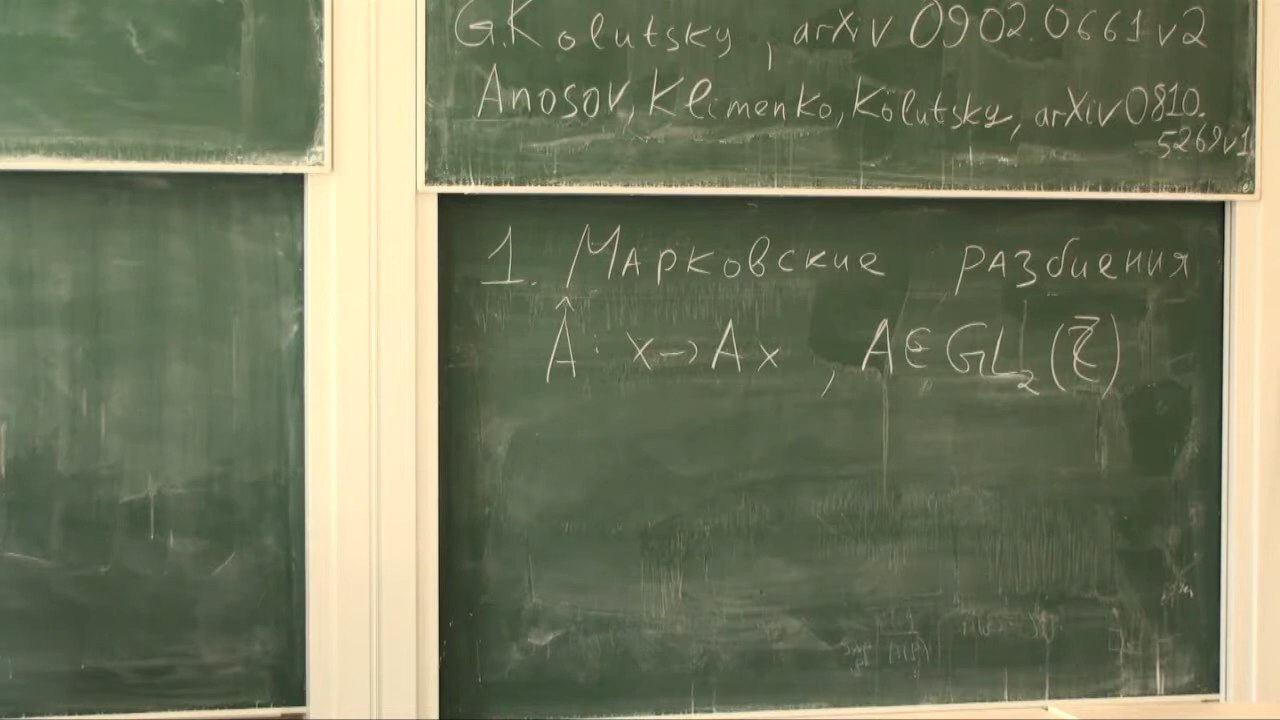 G.Kolutsky, arXiv 0902.0661v2
Anosov, Klimenko, Kolutsky, arXiv 0810.
5269v1
1. Марковские разбиения
Â: x→Ax, A∈GL₂(ℤ)